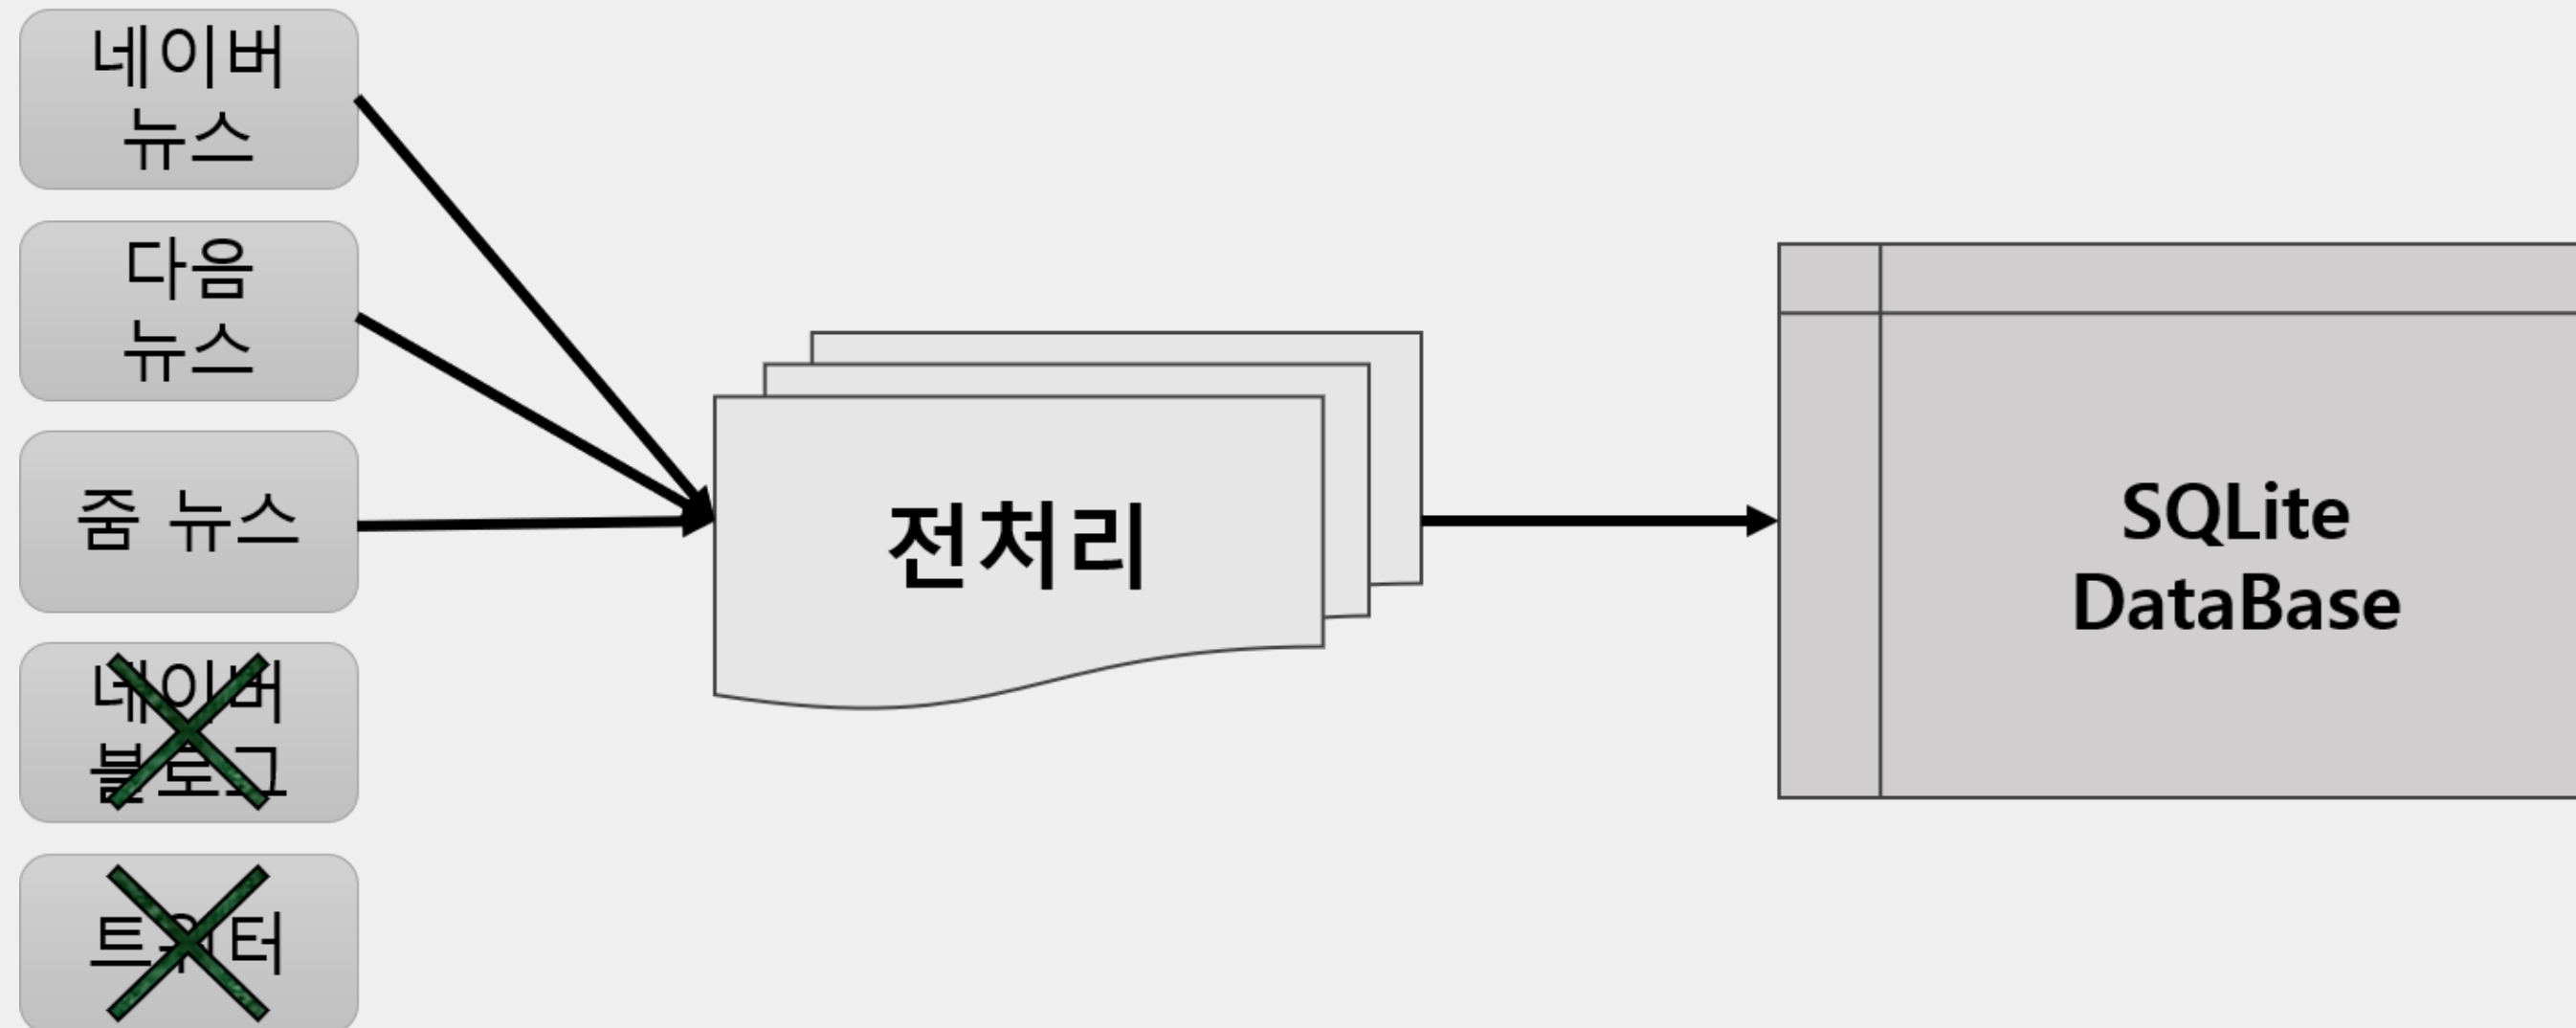 네이버
뉴스
다음
뉴스
줌 뉴스
네이버
블로그
트위터
전처리
SQLite
DataBase